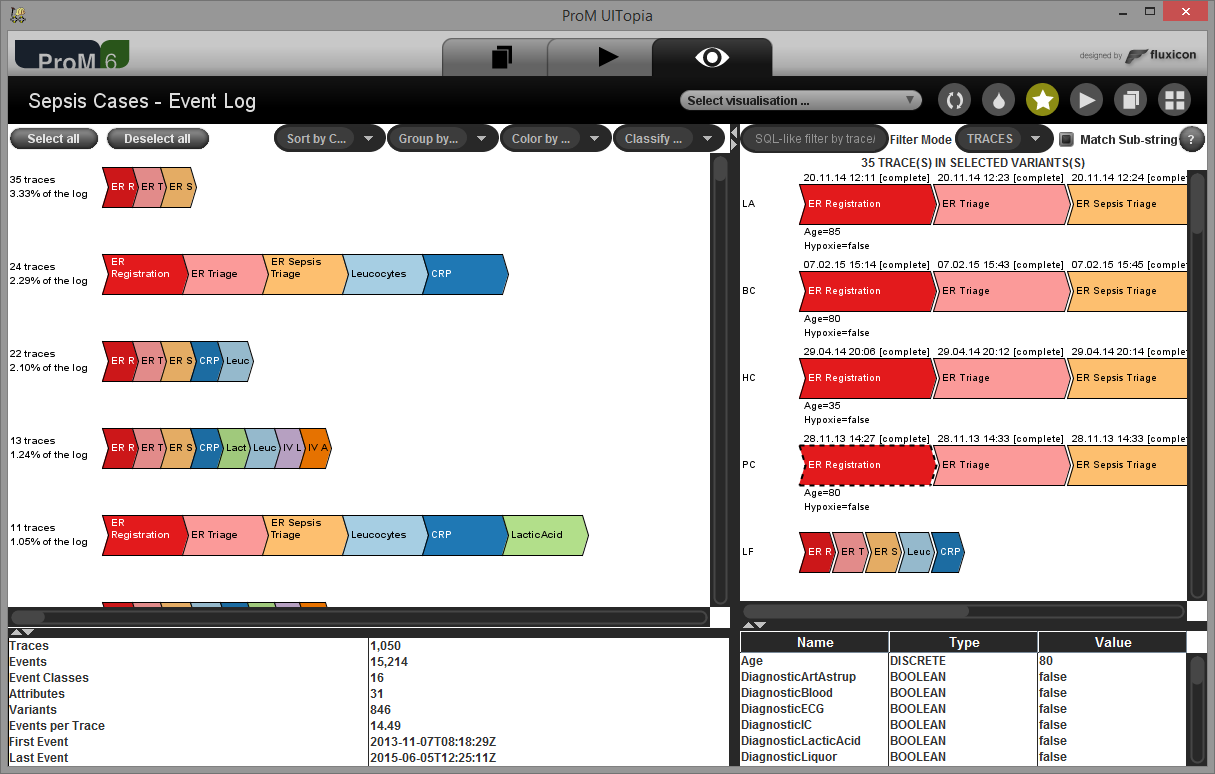 ProM UITopia
ProM 6
designed by fluxicon
Sepsis Cases - Event Log
Select visualisation ...
Select all
Deselect all
Sort by C...
Group by...
Color by ...
Classify ...
35 traces
3.33% of the log
ER R
ER T
ER S
24 traces
2.29% of the log
ER
Registration
ER Triage
ER Sepsis
Triage
Leucocytes
CRP
22 traces
2.10% of the log
ER R
ER T
ER S
CRP
Leuc
13 traces
1.24% of the log
ER R
ER T
ER S
CRP
Lact
Leuc
IV L
IV A
11 traces
1.05% of the log
ER
Registration
ER Triage
ER Sepsis
Triage
Leucocytes
CRP
LacticAcid
Traces 1,050
Events 15,214
Event Classes 16
Attributes 31
Variants 846
Events per Trace 14.49
First Event 2013-11-07T08:18:29Z
Last Event 2015-06-05T12:25:11Z
SQL-like filter by trace/
Filter Mode
TRACES
Match Sub-string
?
35 TRACE(S) IN SELECTED VARIANTS(S)
20.11.14 12:11 [complete] 20.11.14 12:23 [complete] 20.11.14 12:24 [complet
LA
ER Registration
ER Triage
ER Sepsis Triage
Age=85
Hypoxie=false
07.02.15 15:14 [complete] 07.02.15 15:43 [complete] 07.02.15 15:45 [complet
BC
ER Registration
ER Triage
ER Sepsis Triage
Age=80
Hypoxie=false
29.04.14 20:06 [complete] 29.04.14 20:12 [complete] 29.04.14 20:14 [complet
HC
ER Registration
ER Triage
ER Sepsis Triage
Age=35
Hypoxie=false
28.11.13 14:27 [complete] 28.11.13 14:33 [complete] 28.11.13 14:33 [complet
PC
ER Registration
ER Triage
ER Sepsis Triage
Age=80
Hypoxie=false
LF
ER R
ER T
ER S
Leuc
CRP
Name Type Value
Age DISCRETE 80
DiagnosticArtAstrup BOOLEAN false
DiagnosticBlood BOOLEAN false
DiagnosticECG BOOLEAN false
DiagnosticIC BOOLEAN false
DiagnosticLacticAcid BOOLEAN false
DiagnosticLiquor BOOLEAN false